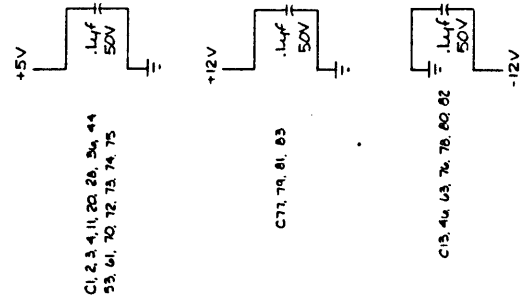 +5V
.1µf
50V
C1, 2, 3, 4, 11, 20, 28, 36, 44
53, 61, 70, 72, 73, 74, 75
+12V
.1µf
50V
C77, 79, 81, 83
.1µf
50V
-12V
C13, 46, 63, 76, 78, 80, 82